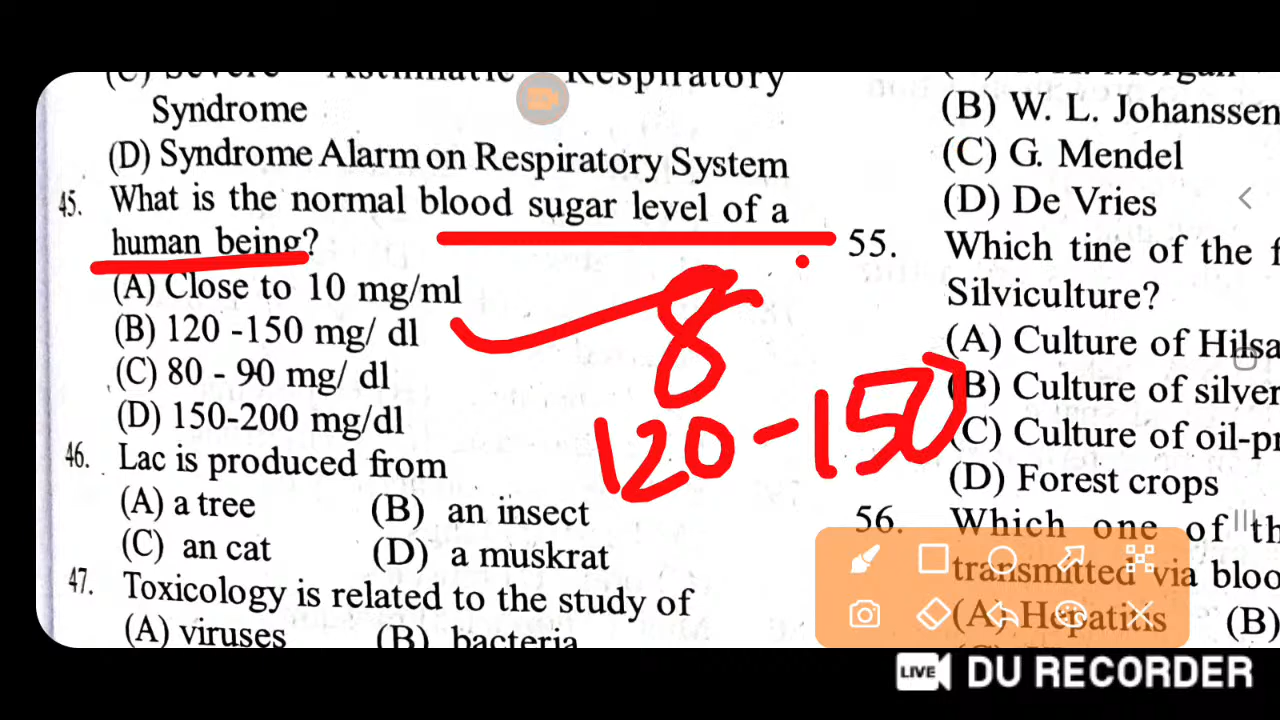 Syndrome
(D) Syndrome Alarm on Respiratory System
45. What is the normal blood sugar level of a
human being?
(A) Close to 10 mg/ml
(B) 120 -150 mg/ dl
(C) 80 - 90 mg/ dl
(D) 150-200 mg/dl
46. Lac is produced from
(A) a tree (B) an insect
(C) an cat (D) a muskrat
47. Toxicology is related to the study of
(A) viruses (B) bacteria
8
120-150
(B) W. L. Johanssen
(C) G. Mendel
(D) De Vries
55. Which tine of the f
Silviculture?
(A) Culture of Hilsa
(B) Culture of silver
(C) Culture of oil-pr
(D) Forest crops
56. Which one of th
transmitted via bloo
(A) Hepatitis (B)
LIVE DU RECORDER